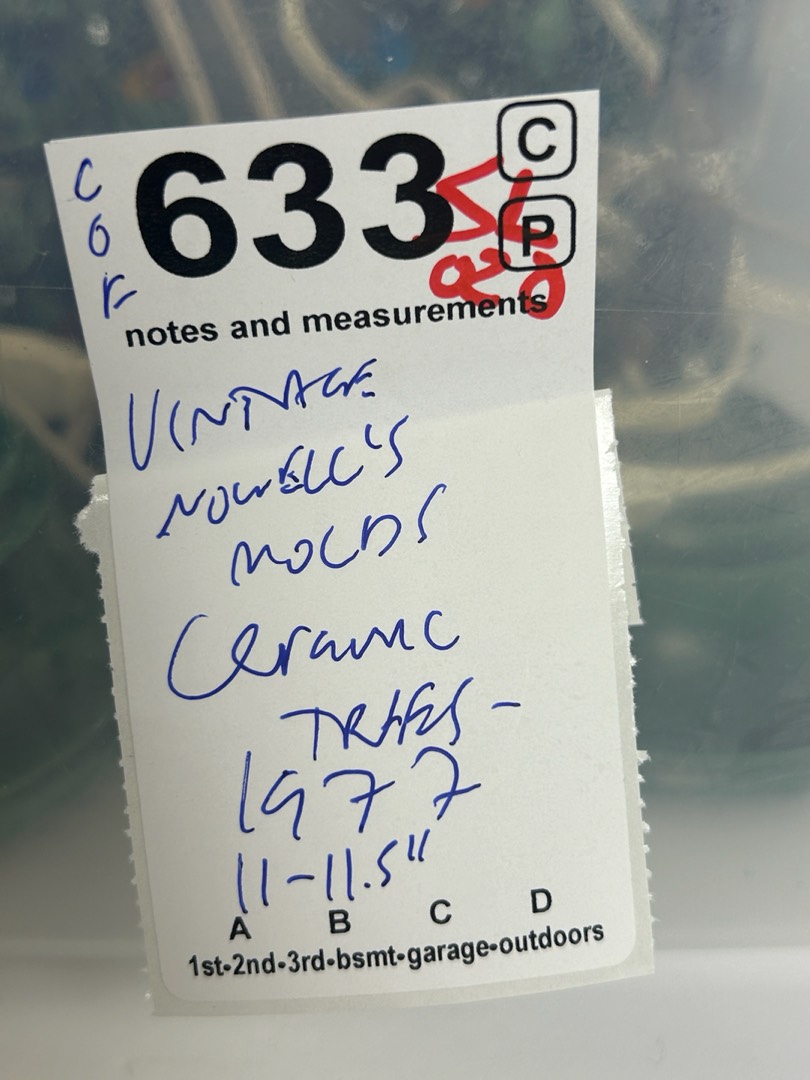 COF
633
C
P
notes and measurements
VINTAGE
NOWELL'S
MOLDS
Ceramic
TREES -
1977
11-11.5"
A B C D
1st-2nd-3rd-bsmt-garage-outdoors